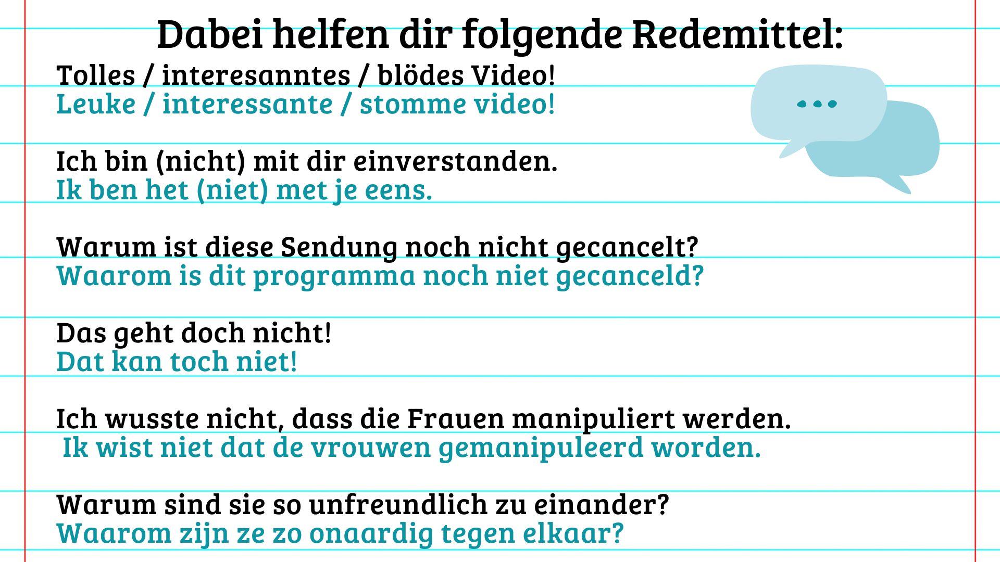 Dabei helfen dir folgende Redemittel:
Tolles / interesanntes / blödes Video!
Leuke / interessante / stomme video!
Ich bin (nicht) mit dir einverstanden.
Ik ben het (niet) met je eens.
Warum ist diese Sendung noch nicht gecancelt?
Waarom is dit programma noch niet gecanceld?
Das geht doch nicht!
Dat kan toch niet!
Ich wusste nicht, dass die Frauen manipuliert werden.
Ik wist niet dat de vrouwen gemanipuleerd worden.
Warum sind sie so unfreundlich zu einander?
Waarom zijn ze zo onaardig tegen elkaar?